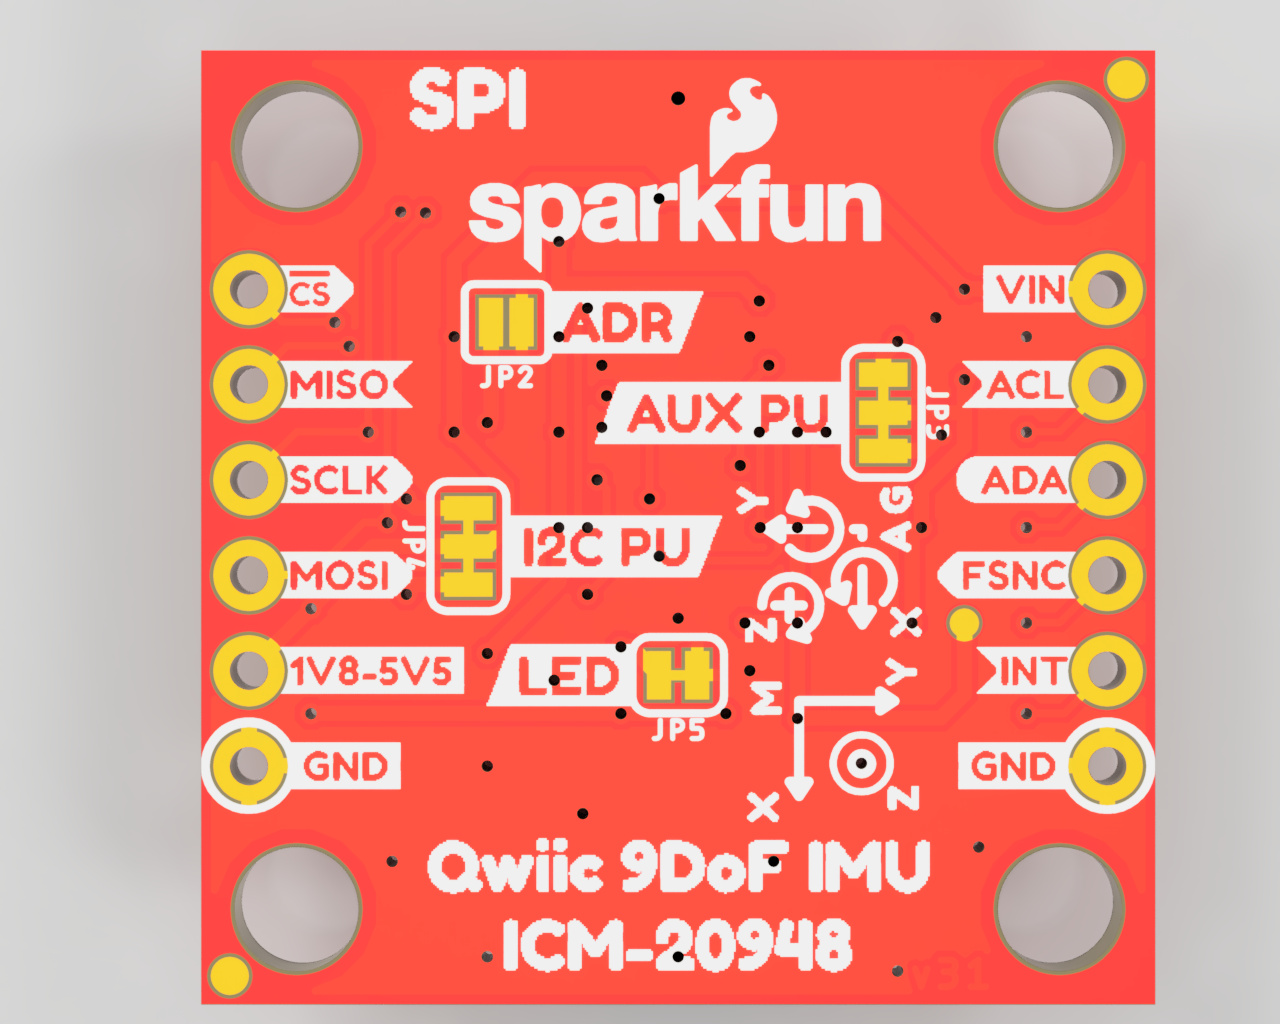 SPI
sparkfun
CS
VIN
ADR
JP2
MISO
ACL
AUX PU
JP3
SCLK
ADA
Y
G
A
JP4
I2C PU
MOSI
FSNC
Z
X
1V8-5V5
LED
JP5
INT
M
Y
GND
GND
X
Z
Qwiic 9DoF IMU
ICM-20948
v31